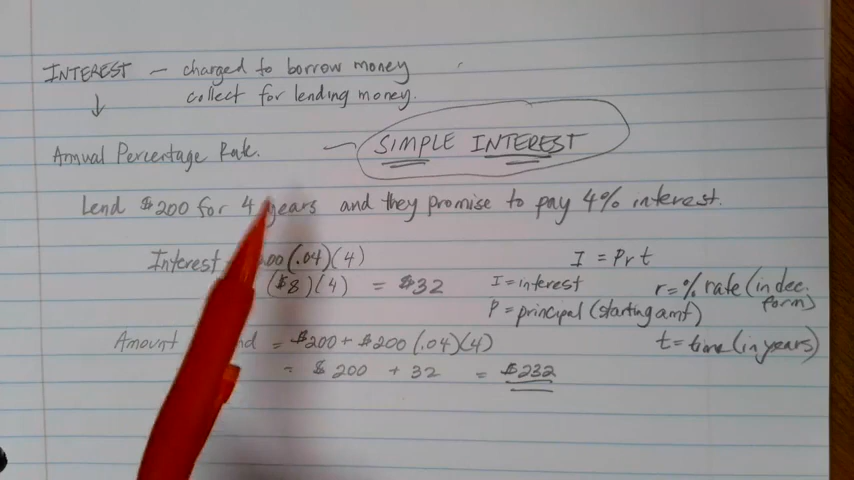 INTEREST — charged to borrow money
collect for lending money.
Annual Percentage Rate. — SIMPLE INTEREST
Lend $200 for 4 years and they promise to pay 4% interest.
Interest 00(.04)(4) I = Prt
($8)(4) = $32 I = interest r = % rate (in dec. form)
P = principal (starting amt)
Amount = $200 + $200 (.04)(4) t = time (in years)
= $200 + 32 = $232